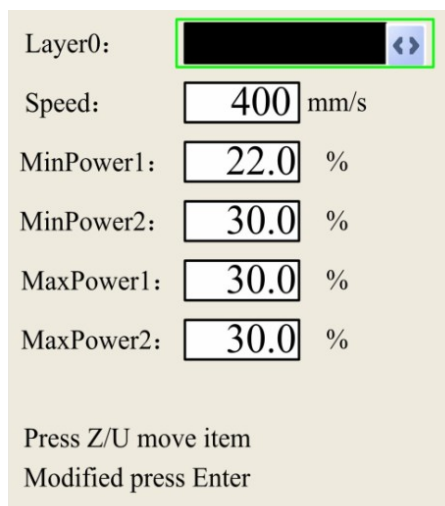 Layer0:
Speed: 400 mm/s
MinPower1: 22.0 %
MinPower2: 30.0 %
MaxPower1: 30.0 %
MaxPower2: 30.0 %
Press Z/U move item
Modified press Enter